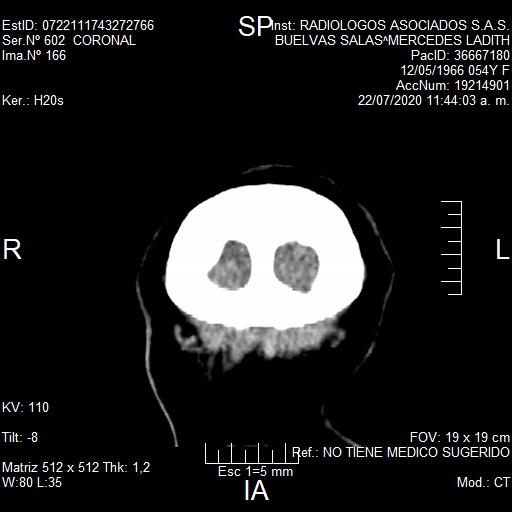 EstID: 0722111743272766
Ser.Nº 602 CORONAL
Ima.Nº 166
Ker.: H20s
SP
Inst: RADIOLOGOS ASOCIADOS S.A.S.
BUELVAS SALAS^MERCEDES LADITH
PacID: 36667180
12/05/1966 054Y F
AccNum: 19214901
22/07/2020 11:44:03 a. m.
R
L
KV: 110
Tilt: -8
Matriz 512 x 512 Thk: 1,2
W:80 L:35
Esc 1=5 mm
IA
FOV: 19 x 19 cm
Ref.: NO TIENE MEDICO SUGERIDO
Mod.: CT